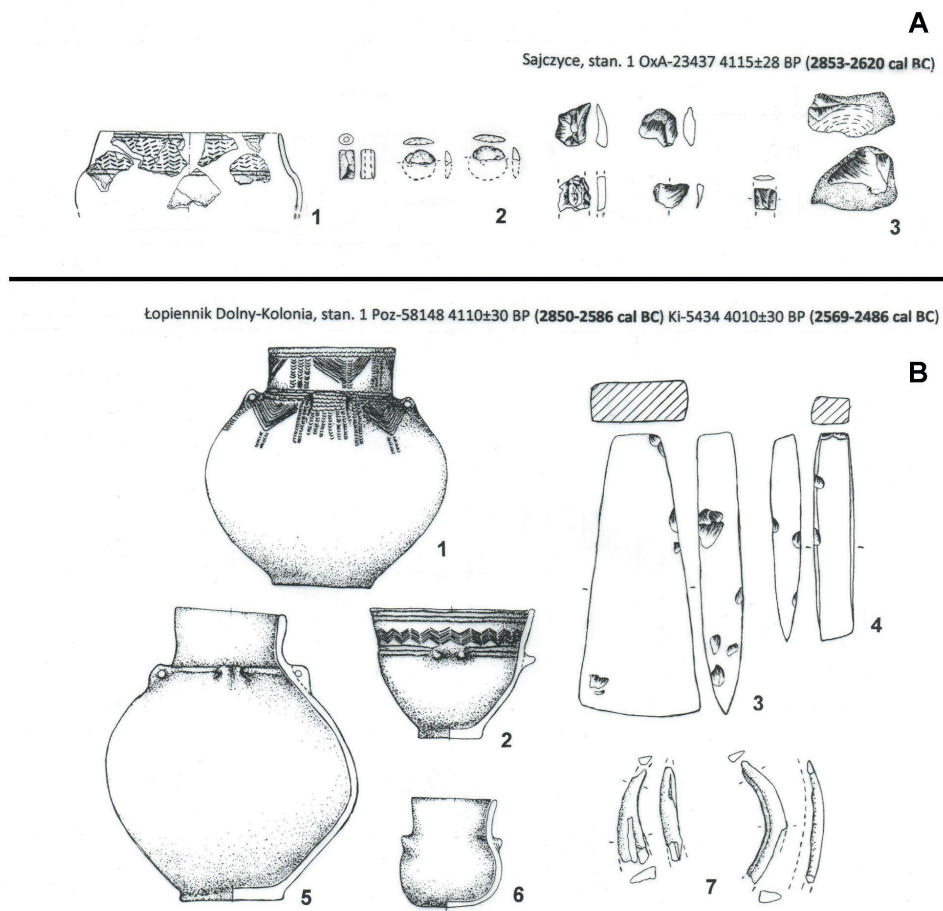 A
Sajczyce, stan. 1 OxA-23437 4115±28 BP (2853-2620 cal BC)
1
2
3
Łopiennik Dolny-Kolonia, stan. 1 Poz-58148 4110±30 BP (2850-2586 cal BC) Ki-5434 4010±30 BP (2569-2486 cal BC)
B
1
2
3
4
5
6
7